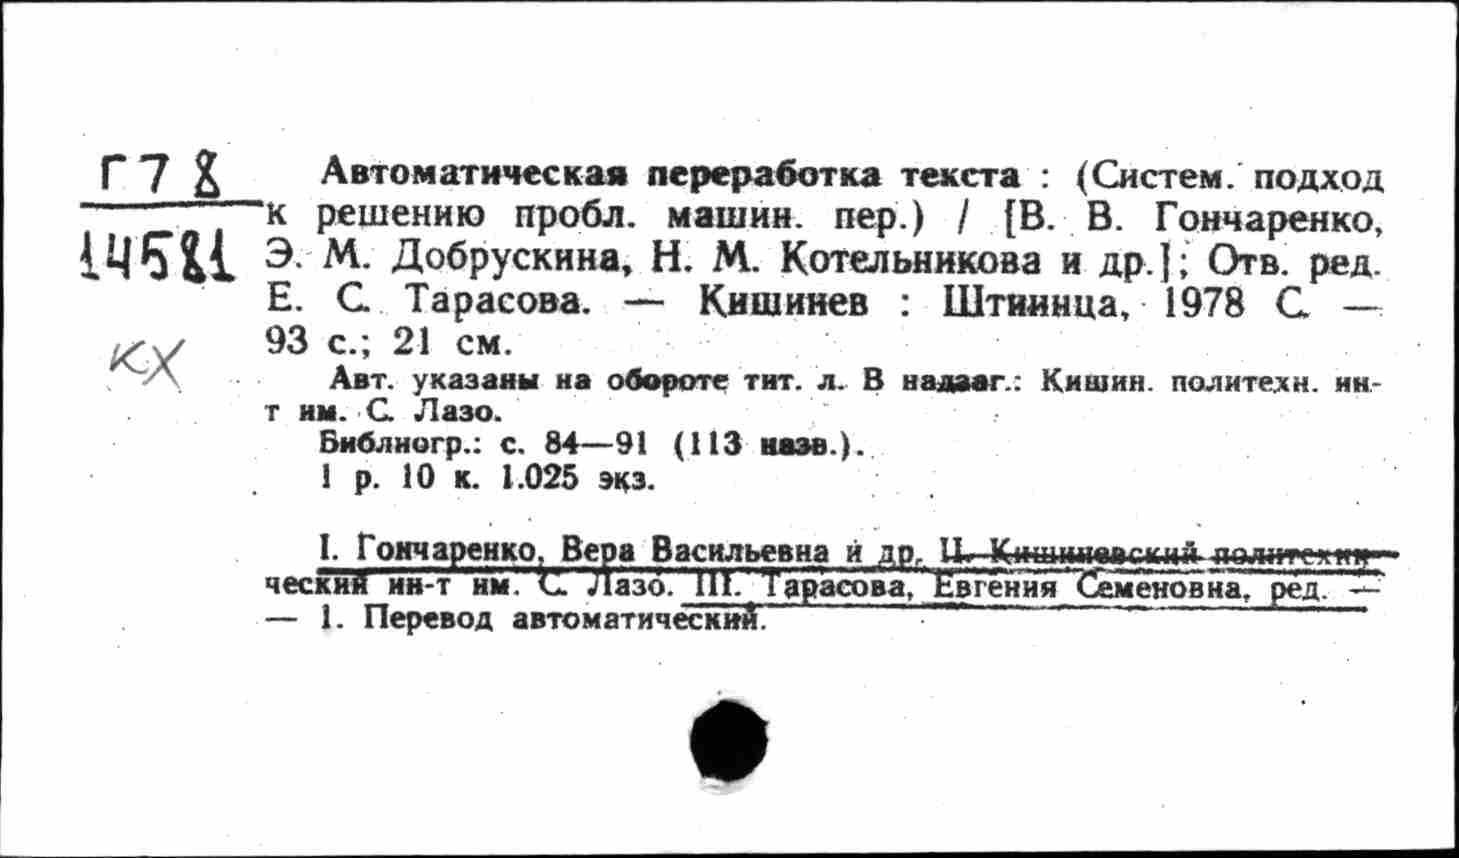 Г78
14581
кх
Автоматическая переработка текста : (Систем. подход
к решению пробл. машин. пер.) / [В. В. Гончаренко,
Э. М. Добрускина, Н. М. Котельникова и др.]; Отв. ред.
Е. С. Тарасова. — Кишинев : Штиинца, 1978 С. —
93 с.; 21 см.
Авт. указаны на обороте тит. л. В надзаг.: Кишин. политехн. ин-
т им. С. Лазо.
Библиогр.: с. 84—91 (113 назв.).
1 р. 10 к. 1.025 экз.
I. Гончаренко, Вера Васильевна и др. II. Кишиневский политехни-
ческий ин-т им. С. Лазо. III. Тарасова, Евгения Семеновна, ред. —
— 1. Перевод автоматический.